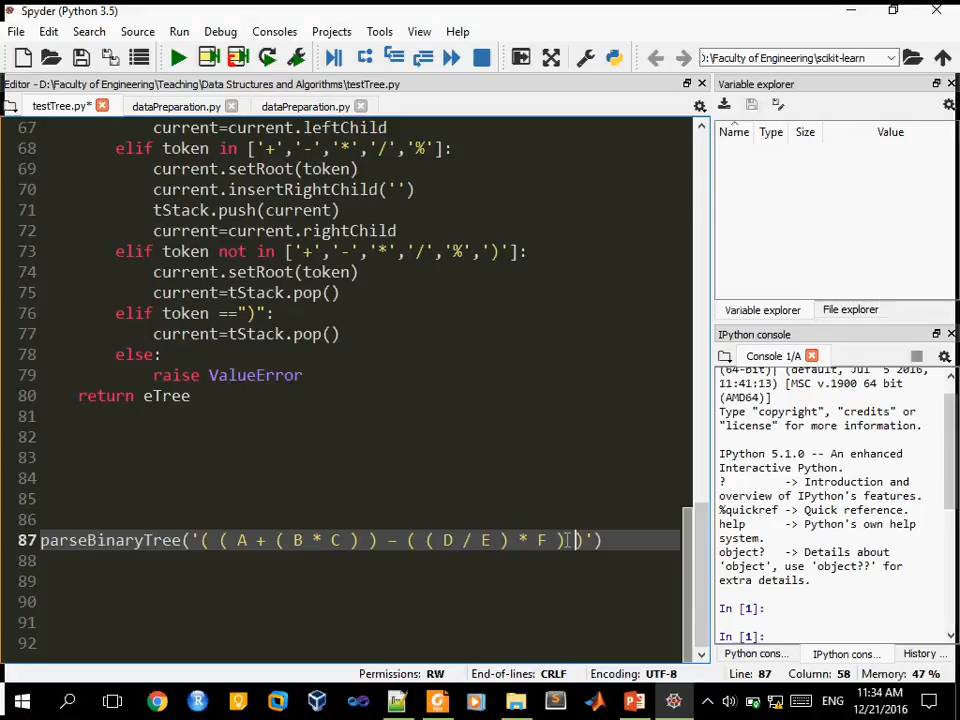 Spyder (Python 3.5)
File Edit Search Source Run Debug Consoles Projects Tools View Help
):\Faculty of Engineering\scikit-learn
Editor - D:\Faculty of Engineering\Teaching\Data Structures and Algorithms\testTree.py
testTree.py* dataPreparation.py dataPreparation.py
67 current=current.leftChild
68 elif token in ['+','-','*','/','%']:
69 current.setRoot(token)
70 current.insertRightChild('')
71 tStack.push(current)
72 current=current.rightChild
73 elif token not in ['+','-','*','/','%',')']:
74 current.setRoot(token)
75 current=tStack.pop()
76 elif token ==")":
77 current=tStack.pop()
78 else:
79 raise ValueError
80 return eTree
81
82
83
84
85
86
87 parseBinaryTree('( ( A + ( B * C ) ) – ( ( D / E ) * F ) )')
88
89
90
91
92
Variable explorer
Name Type Size Value
Variable explorer File explorer
IPython console
Console 1/A
(64-bit)| (default, Jul 5 2016,
11:41:13) [MSC v.1900 64 bit
(AMD64)]
Type "copyright", "credits" or
"license" for more information.
IPython 5.1.0 -- An enhanced
Interactive Python.
? -> Introduction and
overview of IPython's features.
%quickref -> Quick reference.
help -> Python's own help
system.
object? -> Details about
'object', use 'object??' for
extra details.
In [1]:
In [1]:
Python cons... IPython cons... History ...
Permissions: RW End-of-lines: CRLF Encoding: UTF-8 Line: 87 Column: 58 Memory: 47 %
ENG
11:34 AM
12/21/2016